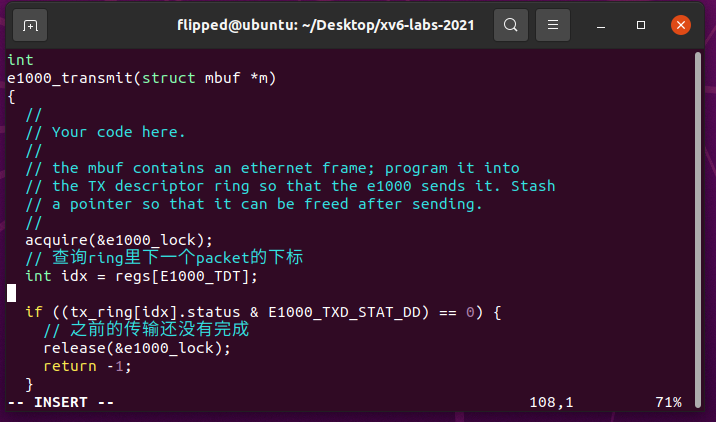 flipped@ubuntu: ~/Desktop/xv6-labs-2021
int
e1000_transmit(struct mbuf *m)
{
  //
  // Your code here.
  //
  // the mbuf contains an ethernet frame; program it into
  // the TX descriptor ring so that the e1000 sends it. Stash
  // a pointer so that it can be freed after sending.
  //
  acquire(&e1000_lock);
  // 查询ring里下一个packet的下标
  int idx = regs[E1000_TDT];

  if ((tx_ring[idx].status & E1000_TXD_STAT_DD) == 0) {
    // 之前的传输还没有完成
    release(&e1000_lock);
    return -1;
  }
-- INSERT -- 108,1 71%